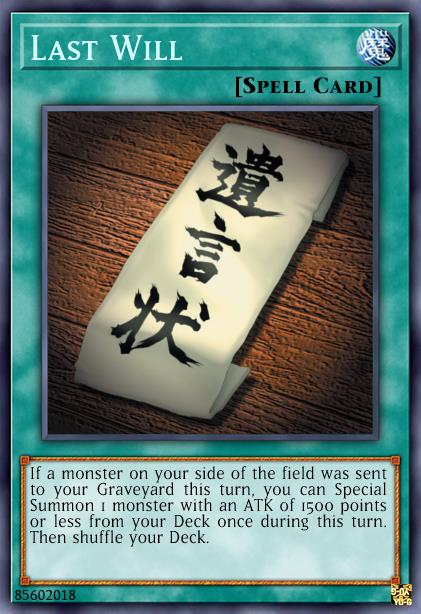 LAST WILL
魔
[SPELL CARD]
遺言状
If a monster on your side of the field was sent
to your Graveyard this turn, you can Special
Summon 1 monster with an ATK of 1500 points
or less from your Deck once during this turn.
Then shuffle your Deck.
85602018